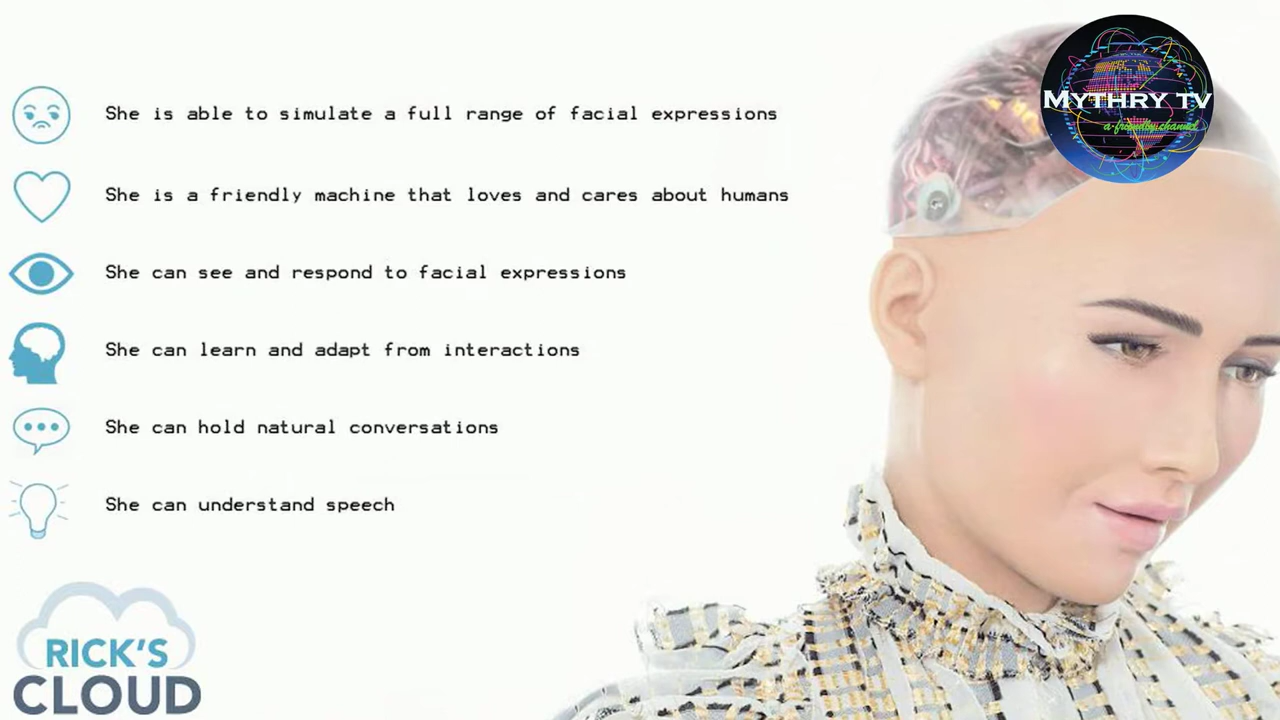 MYTHRY TV
a friendly channel
She is able to simulate a full range of facial expressions
She is a friendly machine that loves and cares about humans
She can see and respond to facial expressions
She can learn and adapt from interactions
She can hold natural conversations
She can understand speech
RICK'S
CLOUD